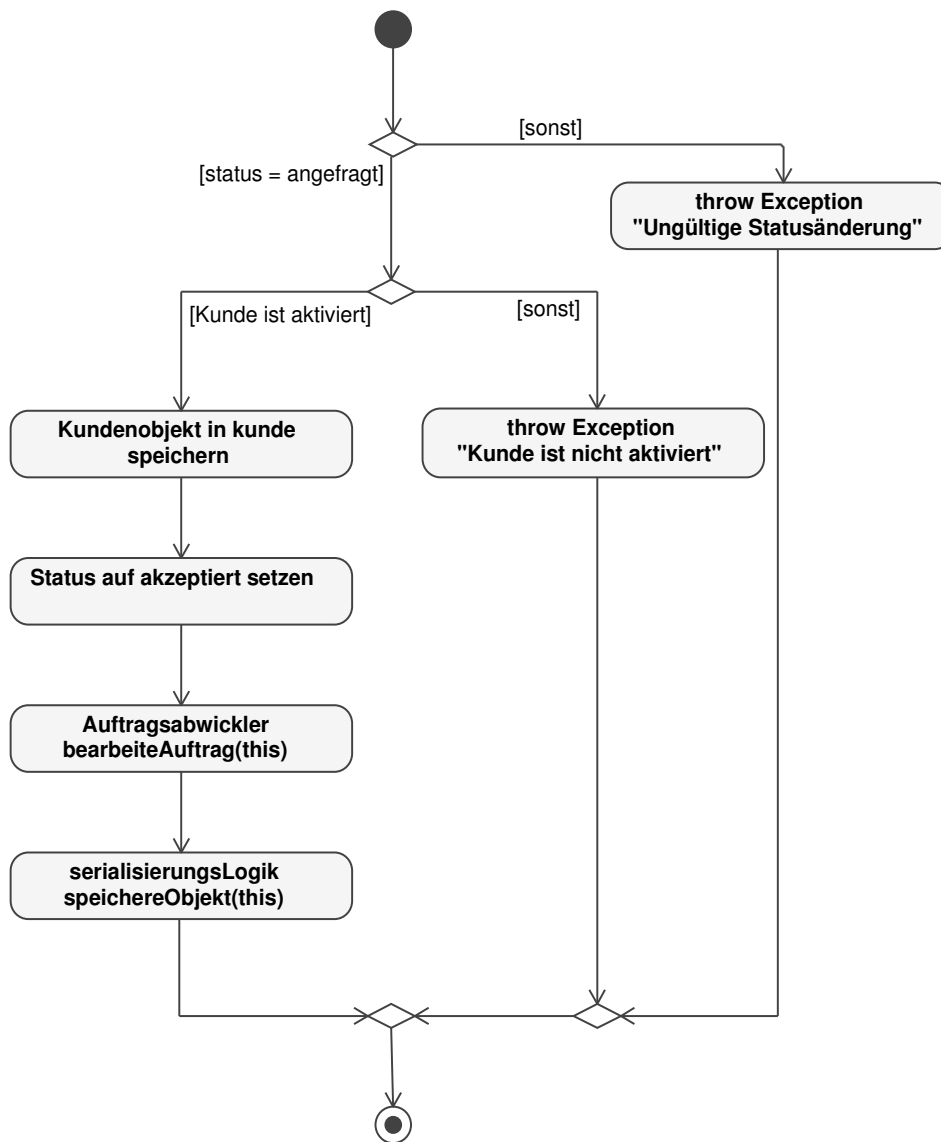 [sonst]
[status = angefragt]
throw Exception
"Ungültige Statusänderung"
[Kunde ist aktiviert]
[sonst]
Kundenobjekt in kunde
speichern
throw Exception
"Kunde ist nicht aktiviert"
Status auf akzeptiert setzen
Auftragsabwickler
bearbeiteAuftrag(this)
serialisierungsLogik
speichereObjekt(this)